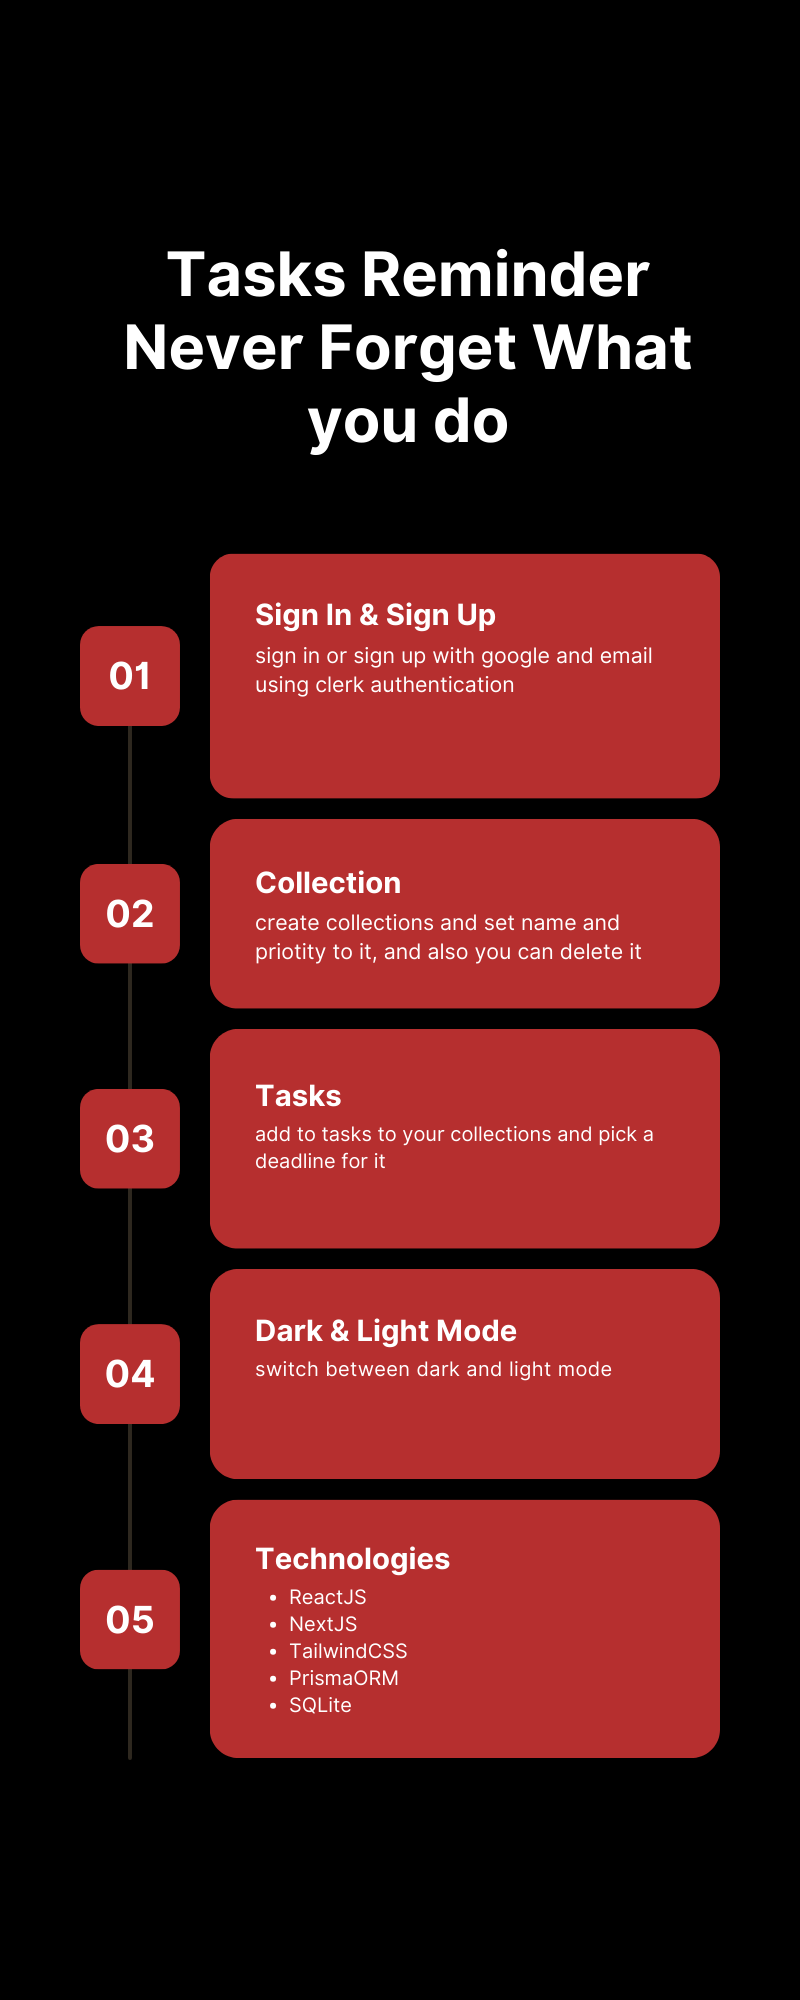 Tasks Reminder
Never Forget What
you do
01
Sign In & Sign Up
sign in or sign up with google and email
using clerk authentication
02
Collection
create collections and set name and
priotity to it, and also you can delete it
03
Tasks
add to tasks to your collections and pick a
deadline for it
04
Dark & Light Mode
switch between dark and light mode
05
Technologies
• ReactJS
• NextJS
• TailwindCSS
• PrismaORM
• SQLite